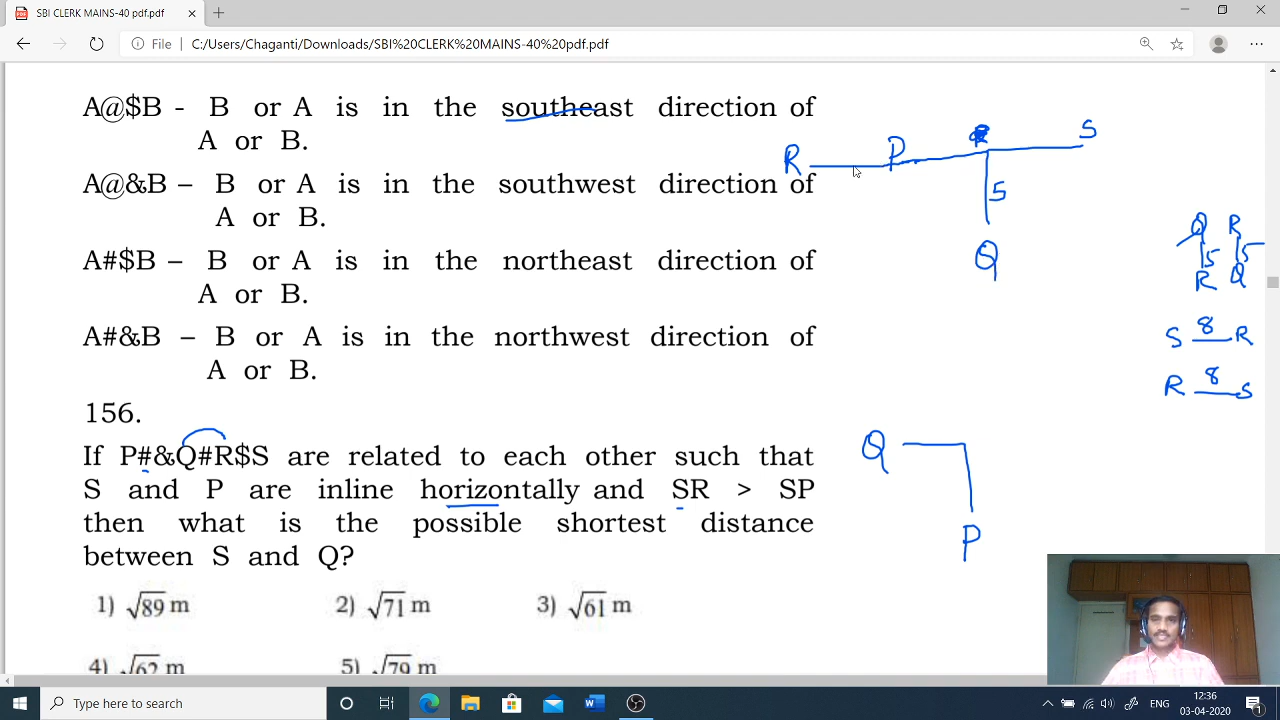 SBI CLERK MAINS-40 pdf.pdf
File | C:/Users/Chaganti/Downloads/SBI%20CLERK%20MAINS-40%20pdf.pdf
A@$B - B or A is in the southeast direction of
A or B.
A@&B – B or A is in the southwest direction of
A or B.
A#$B – B or A is in the northeast direction of
A or B.
A#&B – B or A is in the northwest direction of
A or B.
156.
If P#&Q#R$S are related to each other such that
S and P are inline horizontally and SR > SP
then what is the possible shortest distance
between S and Q?
1) √89 m 2) √71 m 3) √61 m
4) √62 m 5) √79 m
R P S
5
Q
Q R
5 5
R Q
S 8 R
R 8 S
Q
P
Type here to search
ENG
12:36
03-04-2020